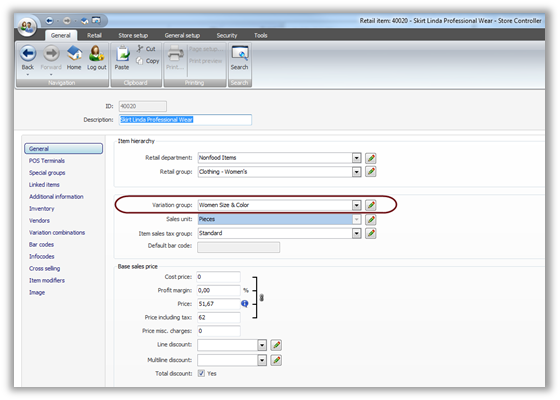 Retail item: 40020 - Skirt Linda Professional Wear - Store Controller
General Retail Store setup General setup Security Tools
Back Forward Home Log out Paste Cut Copy Print... Page setup... Print preview Search
Navigation Clipboard Printing Search
ID: 40020
Description: Skirt Linda Professional Wear
General
POS Terminals
Special groups
Linked items
Additional information
Inventory
Vendors
Variation combinations
Bar codes
Infocodes
Cross selling
Item modifiers
Image
Item hierarchy
Retail department: Nonfood Items
Retail group: Clothing - Women's
Variation group: Women Size & Color
Sales unit: Pieces
Item sales tax group: Standard
Default bar code:
Base sales price
Cost price: 0
Profit margin: 0,00 %
Price: 51,67
Price including tax: 62
Price misc. charges: 0
Line discount:
Multiline discount:
Total discount: Yes